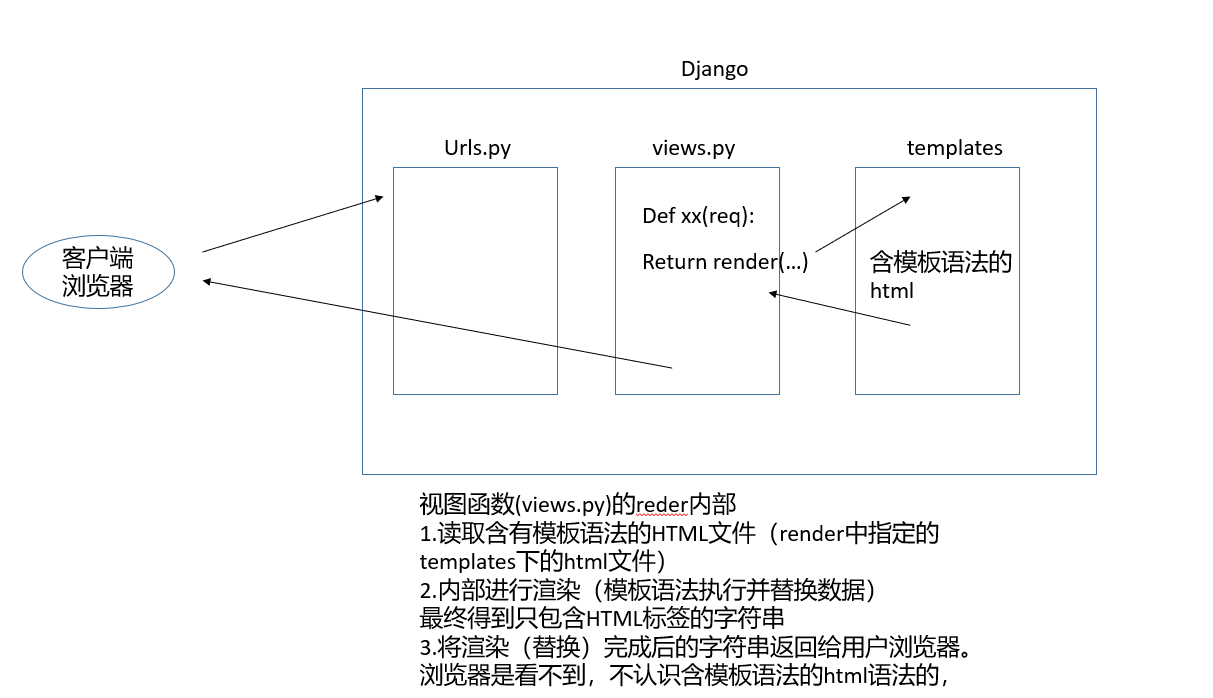 Django
Urls.py
views.py
templates
Def xx(req):
Return render(...)
客户端
浏览器
含模板语法的
html
视图函数(views.py)的reder内部
1.读取含有模板语法的HTML文件（render中指定的
templates下的html文件）
2.内部进行渲染（模板语法执行并替换数据）
最终得到只包含HTML标签的字符串
3.将渲染（替换）完成后的字符串返回给用户浏览器。
浏览器是看不到，不认识含模板语法的html语法的，